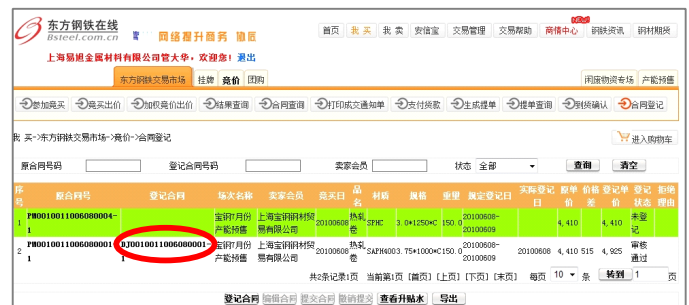 东方钢铁在线
Bsteel.com.cn
网络提升商务
首页 我 买 我 卖 安信宝 交易管理 交易帮助 商情中心 钢铁资讯 钢材期货
上海易旭金属材料有限公司管大华,欢迎您!退出
东方钢铁交易市场 挂牌 竞价 团购
闲废物资专场 产能预售
参加竞买 竞买出价 加权竞价出价 结果查询 合同查询 打印成交通知单 支付货款 生成提单 提单查询 到货确认 合同登记
我 买->东方钢铁交易市场->竞价->合同登记
进入购物车
原合同号码 登记合同号码 卖家会员 状态 全部 查询 清空
序号 原合同号 登记合同 场次名称 卖家会员 竞买日 品名 材质 规格 重量 规定登记日 实际登记日 原单价 价格差 登记单价 登记状态 拒绝理由
1 PM00100110060800004-1 宝钢7月份产能预售 上海宝钢钢材贸易有限公司 20100608 热轧卷 SPHC 3.0*1250*C 150.0 20100608-20100609 4,410 4,410 未登记
2 PM0010011006080001-1 DJ0010011006080001-1 宝钢7月份产能预售 上海宝钢钢材贸易有限公司 20100608 热轧卷 SAPH400 3.75*1000*C 150.0 20100608-20100609 20100608 4,410 515 4,925 审核通过
共2条记录1页 当前第1页 [首页] [上页] [下页] [末页] 每页 10 条 转到 1 页
登记合同 编辑合同 提交合同 撤销提交 查看升贴水 导出